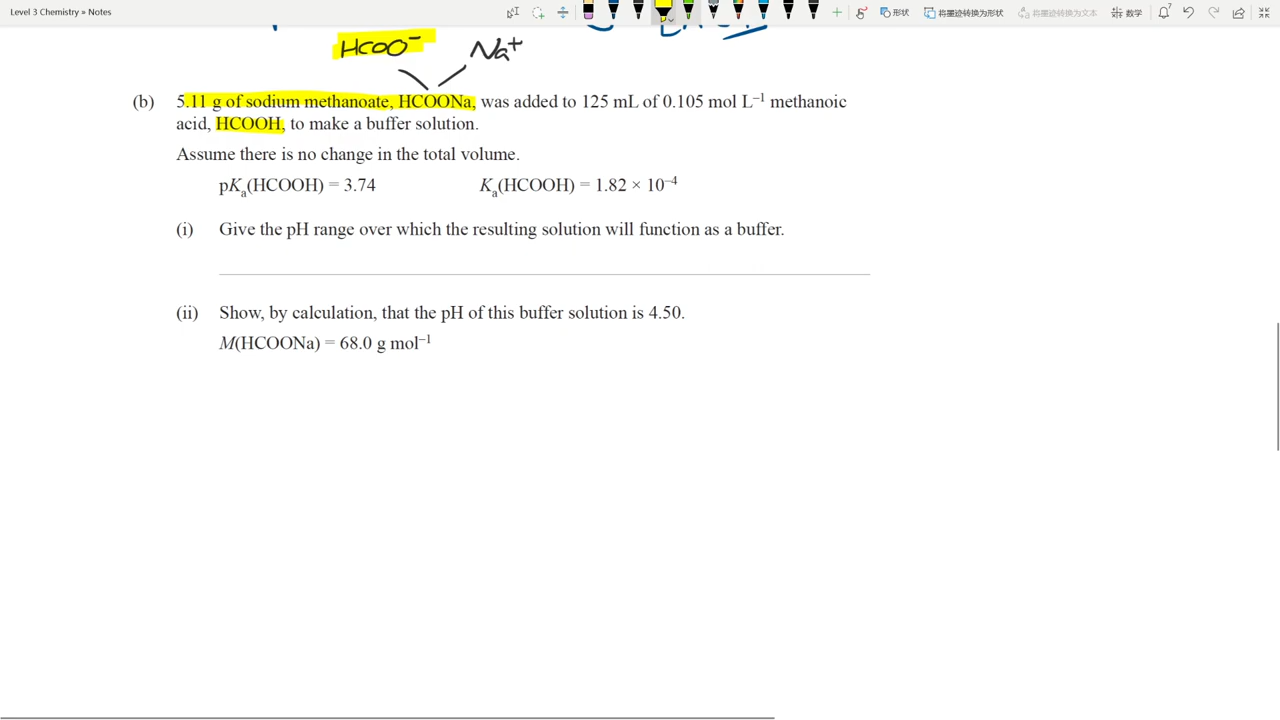 Level 3 Chemistry » Notes
形状
将墨迹转换为形状
将墨迹转换为文本
数学
HCOO⁻ Na⁺
(b) 5.11 g of sodium methanoate, HCOONa, was added to 125 mL of 0.105 mol L⁻¹ methanoic
acid, HCOOH, to make a buffer solution.
Assume there is no change in the total volume.
pKₐ(HCOOH) = 3.74 Kₐ(HCOOH) = 1.82 × 10⁻⁴
(i) Give the pH range over which the resulting solution will function as a buffer.
(ii) Show, by calculation, that the pH of this buffer solution is 4.50.
M(HCOONa) = 68.0 g mol⁻¹